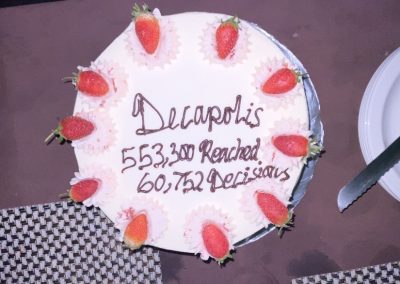 Decapolis
553,300 Reached
60,752 Decisions